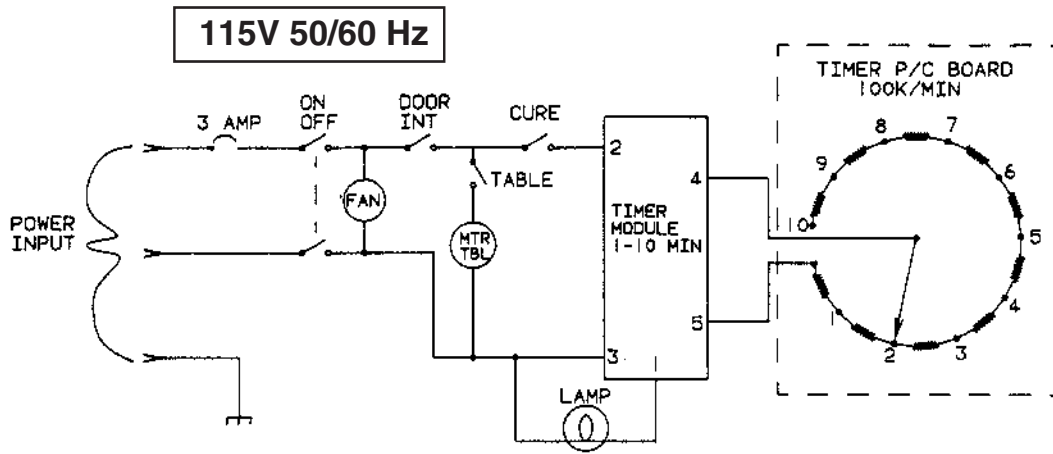 115V 50/60 Hz
TIMER P/C BOARD
100K/MIN
3 AMP
ON
OFF
DOOR
INT
CURE
TABLE
FAN
MTR
TBL
POWER
INPUT
LAMP
2
4
TIMER
MODULE
1-10 MIN
5
3
1
10
9
8
7
6
5
4
3
2
1